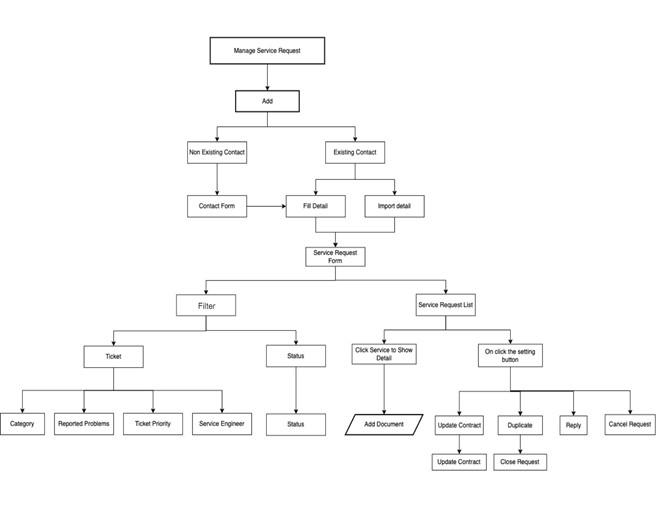 Manage Service Request
Add
Non Existing Contact
Existing Contact
Contact Form
Fill Detail
Import detail
Service Request
Form
Filter
Service Request List
Ticket
Status
Click Service to Show
Detail
On click the setting
button
Category
Reported Problems
Ticket Priority
Service Engineer
Status
Add Document
Update Contract
Duplicate
Reply
Cancel Request
Update Contract
Close Request